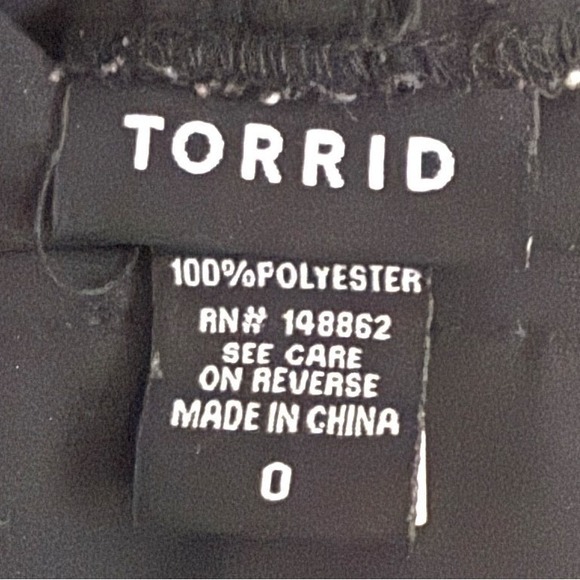 TORRID
100%POLYESTER
RN# 148862
SEE CARE
ON REVERSE
MADE IN CHINA
0